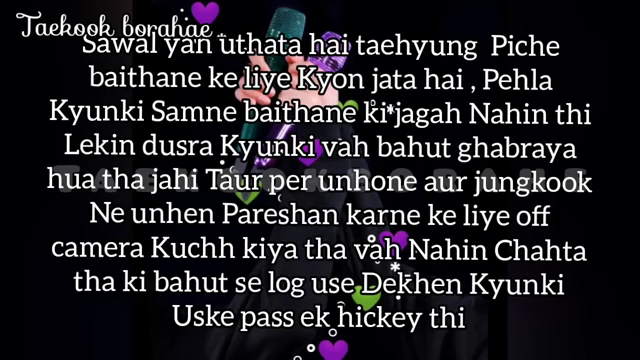 Taekook borahae
Sawal yah uthata hai taehyung Piche
baithane ke liye Kyon jata hai , Pehla
Kyunki Samne baithane ki jagah Nahin thi
Lekin dusra Kyunki vah bahut ghabraya
hua tha jahi Taur per unhone aur jungkook
Ne unhen Pareshan karne ke liye off
camera Kuchh kiya tha vah Nahin Chahta
tha ki bahut se log use Dekhen Kyunki
Uske pass ek hickey thi